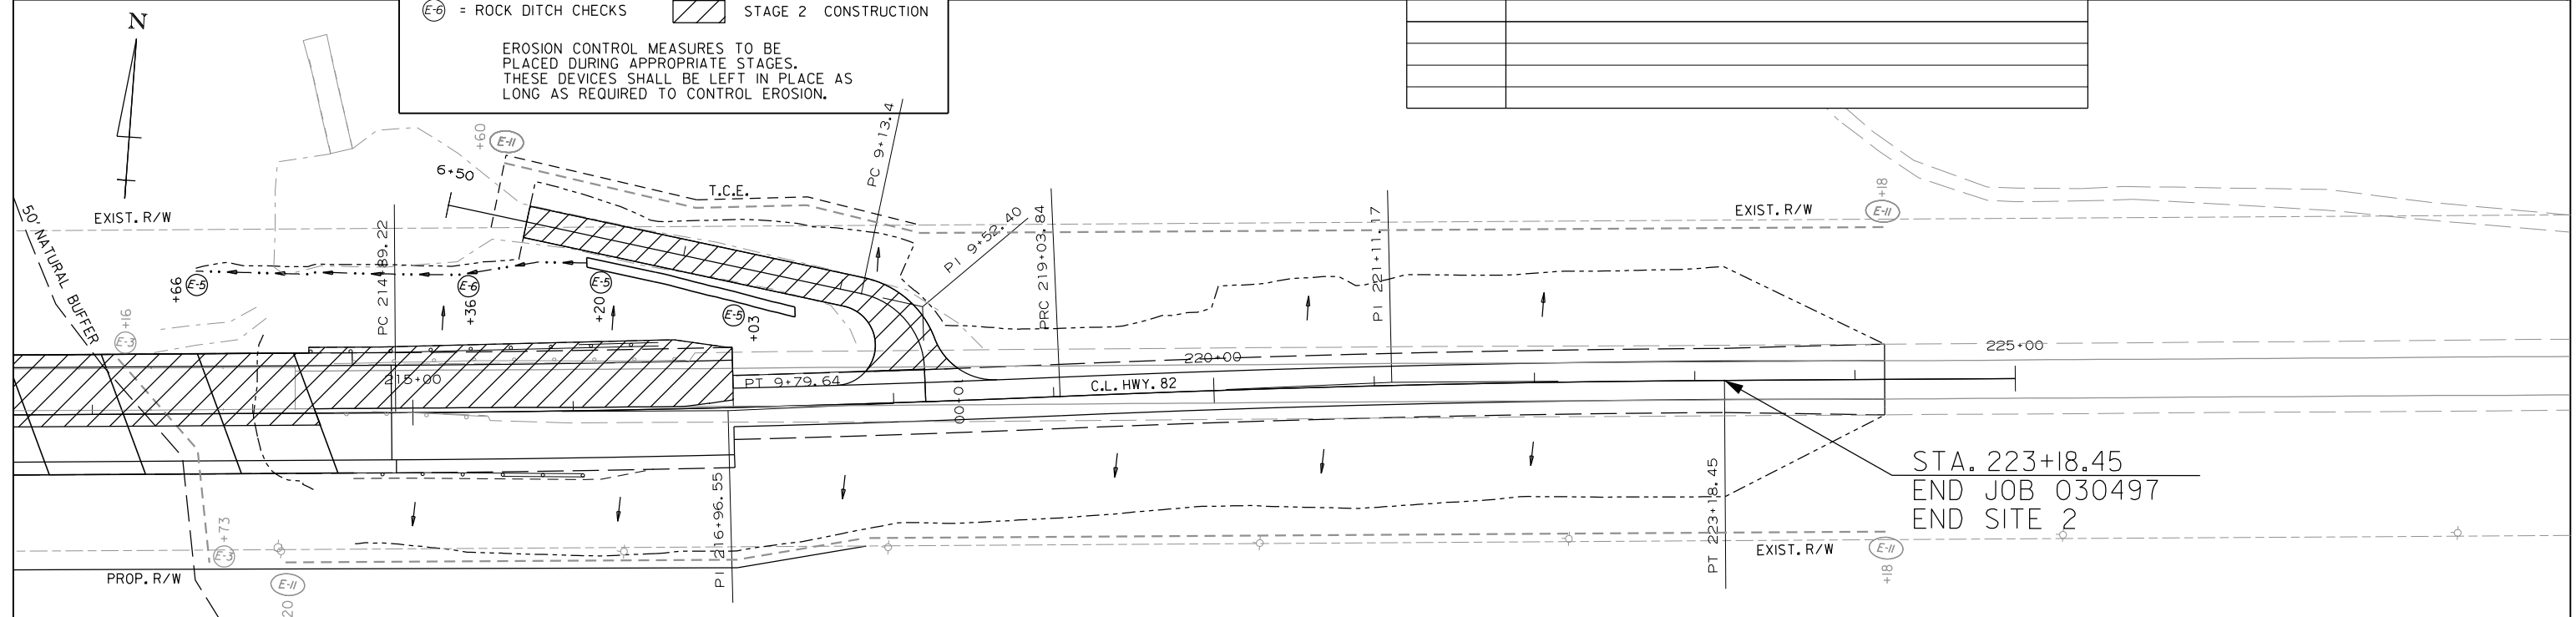 E-6 = ROCK DITCH CHECKS
STAGE 2 CONSTRUCTION
EROSION CONTROL MEASURES TO BE
PLACED DURING APPROPRIATE STAGES.
THESE DEVICES SHALL BE LEFT IN PLACE AS
LONG AS REQUIRED TO CONTROL EROSION.
N
+60
E-11
6+50
T.C.E.
PC 9+13.4
PI 9+52.40
EXIST. R/W
50' NATURAL BUFFER
PC 214+89.22
PRC 219+03.84
PI 221+11.17
EXIST. R/W
+18
E-11
+66
E-5
E-6
+36
E-5
+20
E-5
+03
+16
E-3
215+00
PT 9+79.64
10+00
C.L. HWY. 82
220+00
225+00
STA. 223+18.45
END JOB 030497
END SITE 2
PI 216+96.55
PT 223+18.45
+73
E-3
PROP. R/W
E-11
20
EXIST. R/W
E-11
+18